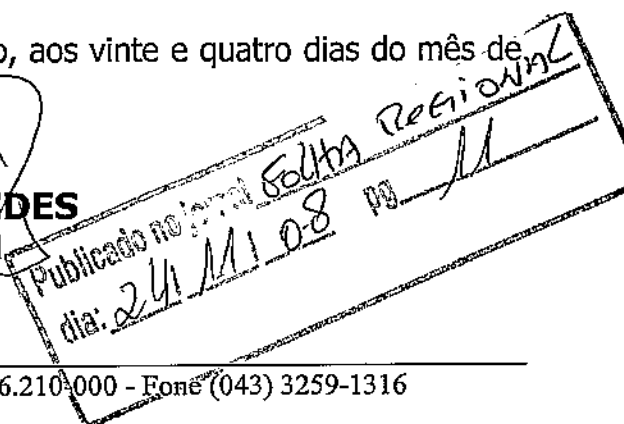 o, aos vinte e quatro dias do mês de
EDES
Publicado no jornal FOLHA REGIONAL
dia: 24/11/08 pg. 11
6.210-000 - Fone (043) 3259-1316